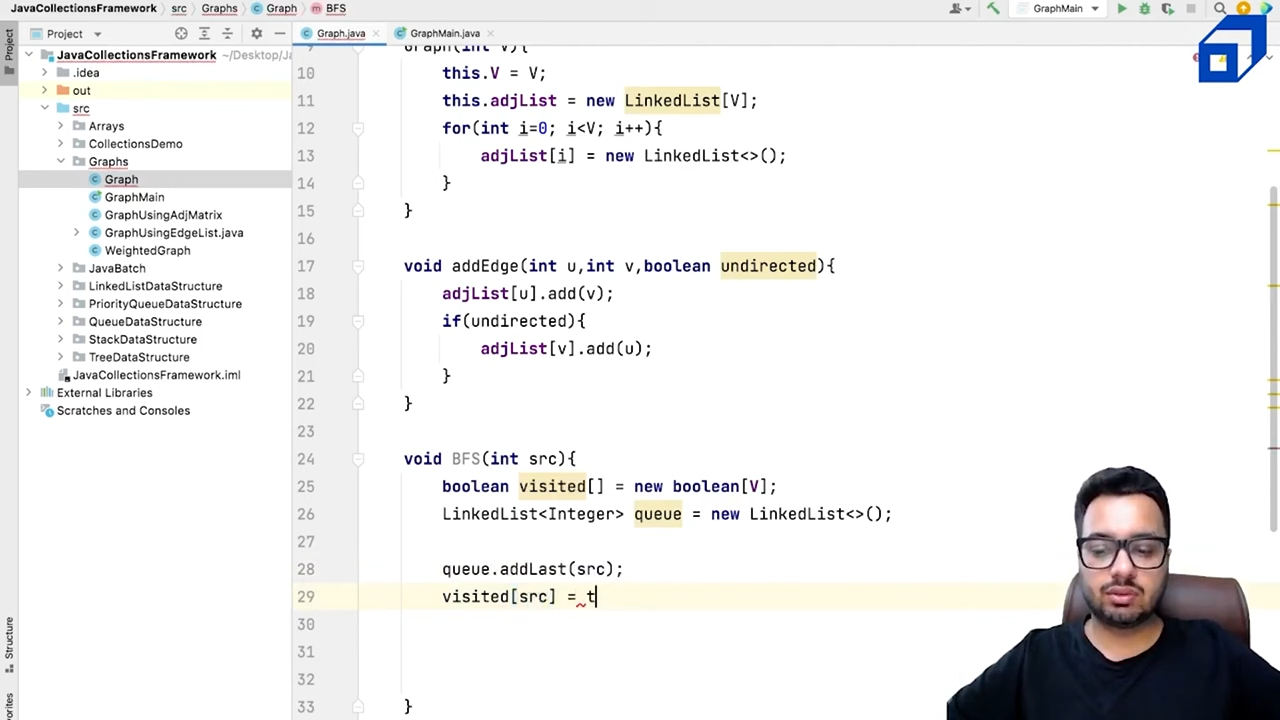 JavaCollectionsFramework src Graphs Graph BFS
GraphMain
Project
Graph.java
GraphMain.java
JavaCollectionsFramework ~/Desktop/Ja
.idea
out
src
Arrays
CollectionsDemo
Graphs
Graph
GraphMain
GraphUsingAdjMatrix
GraphUsingEdgeList.java
WeightedGraph
JavaBatch
LinkedListDataStructure
PriorityQueueDataStructure
QueueDataStructure
StackDataStructure
TreeDataStructure
JavaCollectionsFramework.iml
External Libraries
Scratches and Consoles
Project
Structure
Graph(int v){
10 this.V = V;
11 this.adjList = new LinkedList[V];
12 for(int i=0; i<V; i++){
13 adjList[i] = new LinkedList<>();
14 }
15 }
16
17 void addEdge(int u,int v,boolean undirected){
18 adjList[u].add(v);
19 if(undirected){
20 adjList[v].add(u);
21 }
22 }
23
24 void BFS(int src){
25 boolean visited[] = new boolean[V];
26 LinkedList<Integer> queue = new LinkedList<>();
27
28 queue.addLast(src);
29 visited[src] = t
30
31
32
33 }